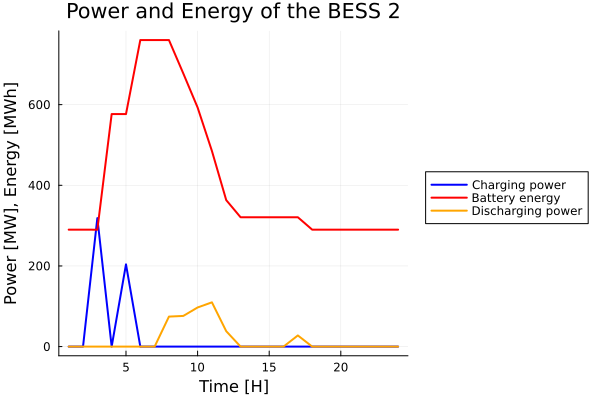 Power and Energy of the BESS 2
Power [MW], Energy [MWh]
600
400
200
0
5
10
15
20
Time [H]
Charging power
Battery energy
Discharging power